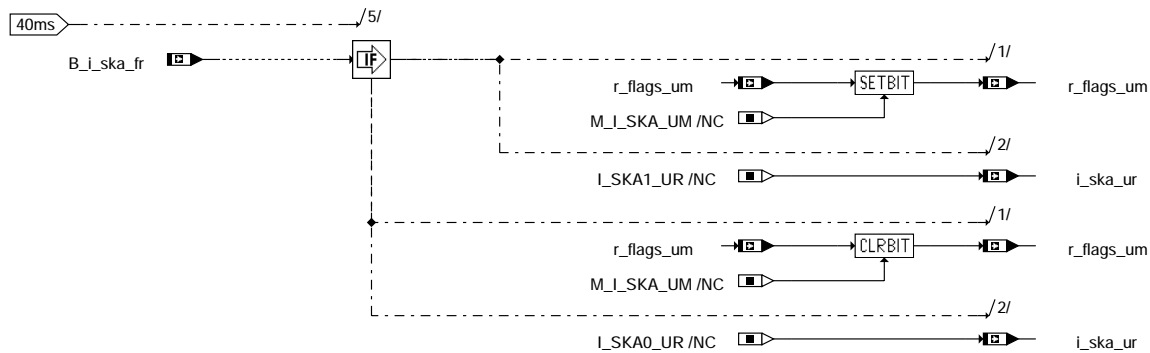 40ms
/5/
B_i_ska_fr
IF
/1/
r_flags_um
SETBIT
r_flags_um
M_I_SKA_UM /NC
/2/
I_SKA1_UR /NC
i_ska_ur
/1/
r_flags_um
CLRBIT
r_flags_um
M_I_SKA_UM /NC
/2/
I_SKA0_UR /NC
i_ska_ur